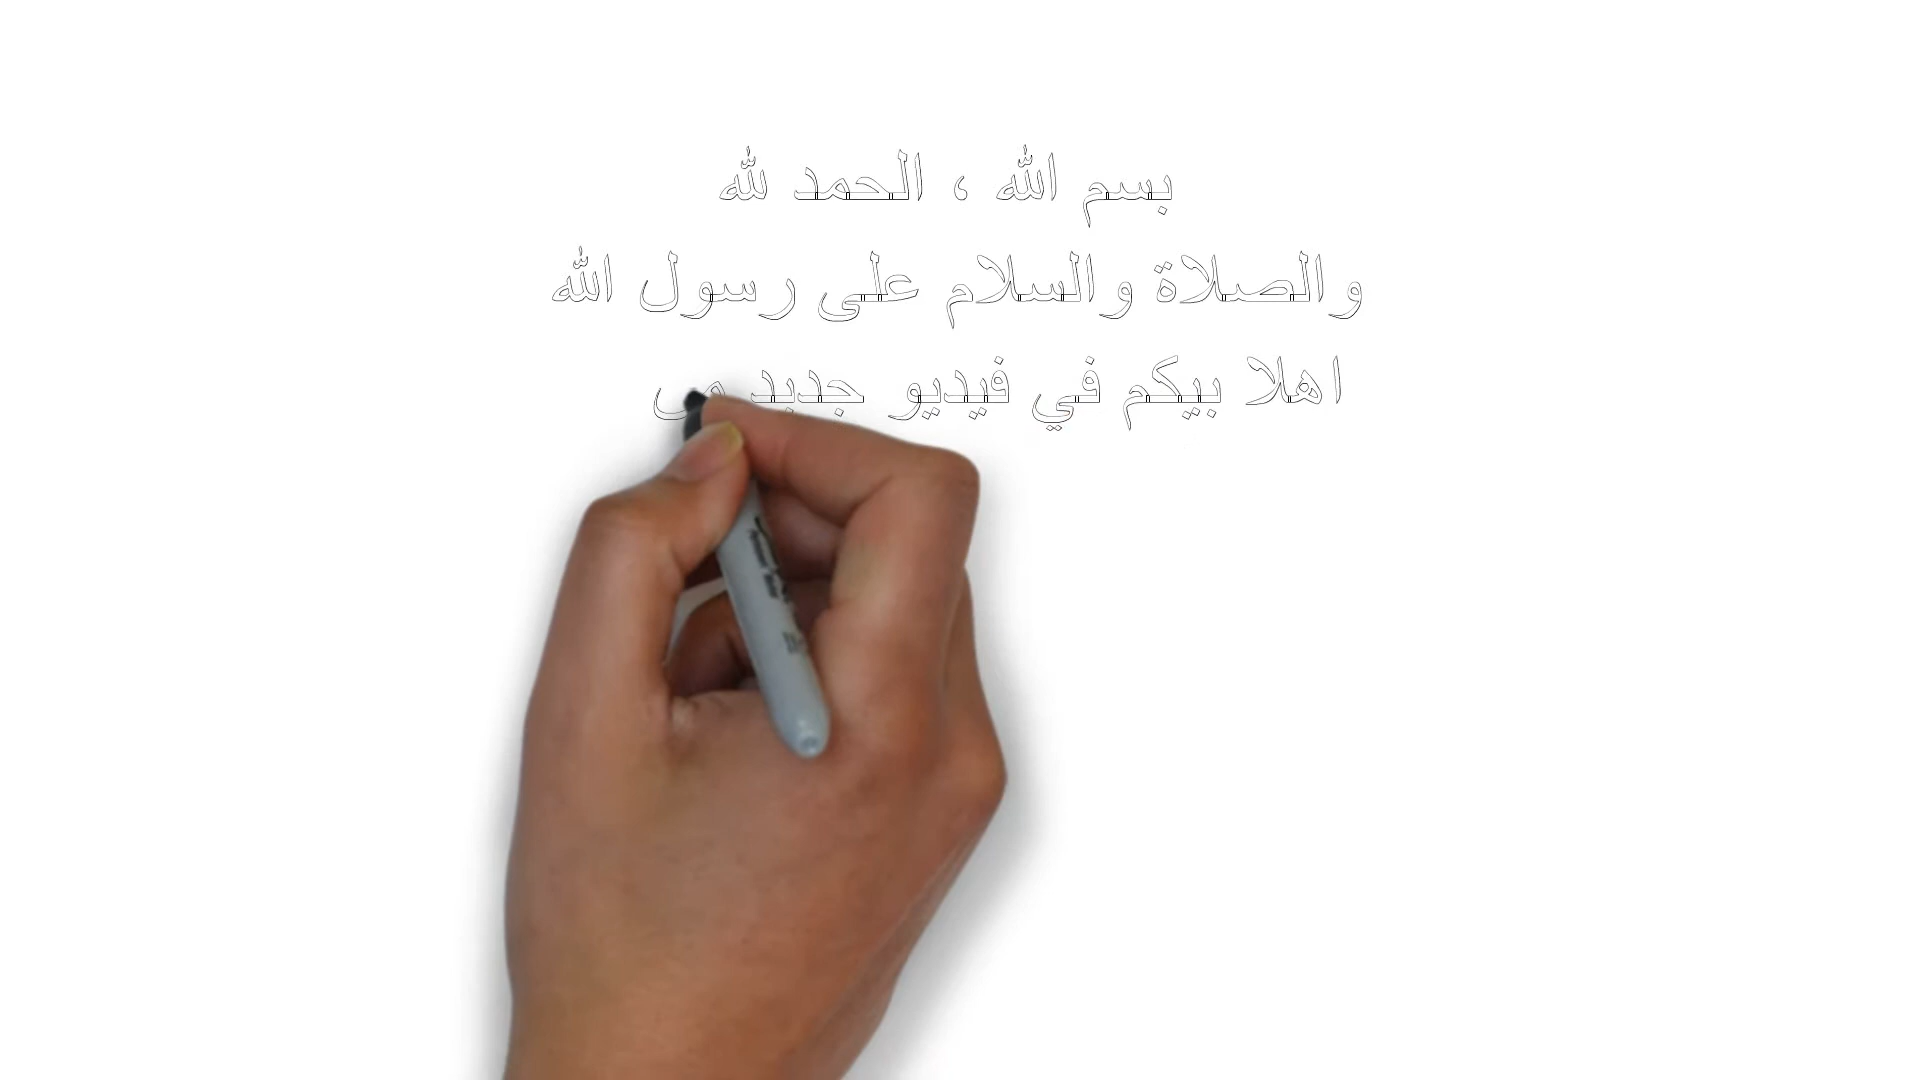 بسم الله ، الحمد لله
والصلاة والسلام على رسول الله
اهلا بيكم في فيديو جديد